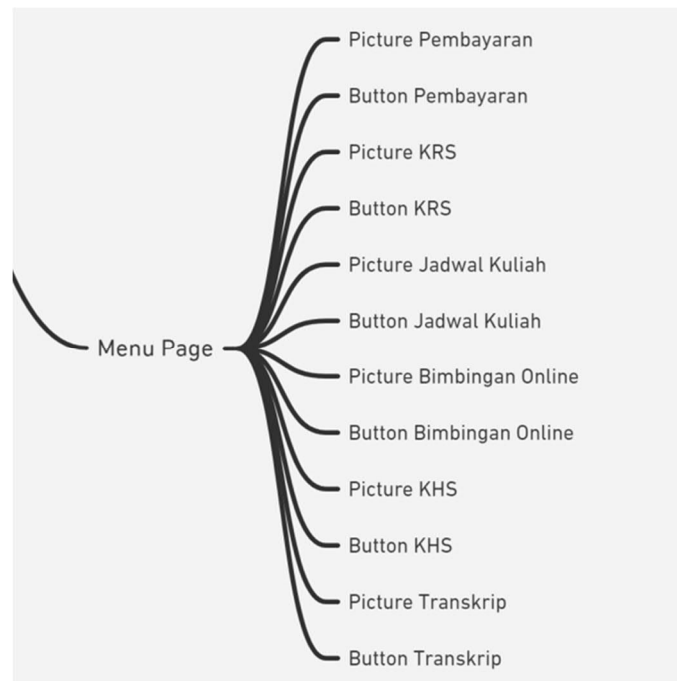 Picture Pembayaran
Button Pembayaran
Picture KRS
Button KRS
Picture Jadwal Kuliah
Button Jadwal Kuliah
Menu Page
Picture Bimbingan Online
Button Bimbingan Online
Picture KHS
Button KHS
Picture Transkrip
Button Transkrip